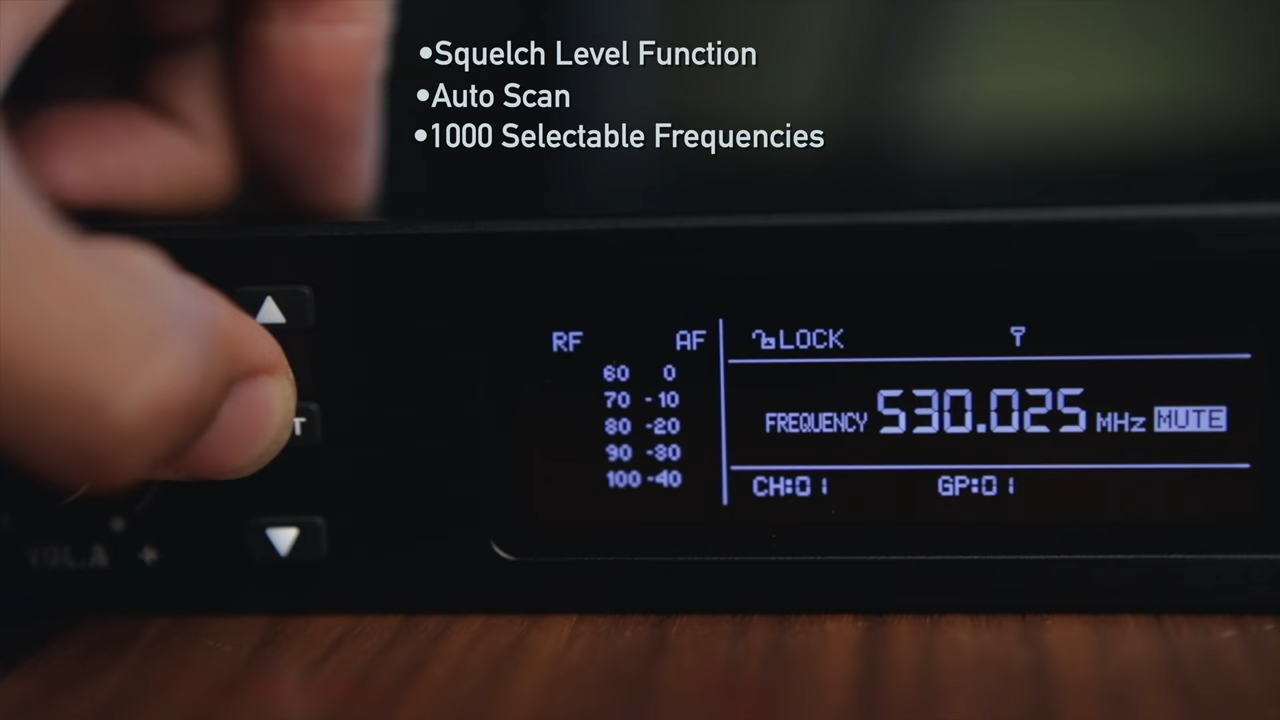 •Squelch Level Function
•Auto Scan
•1000 Selectable Frequencies
RF AF
60 0
70 -10
80 -20
90 -30
100 -40
LOCK
FREQUENCY 530.025 MHz MUTE
CH:01 GP:01
VOL.A +